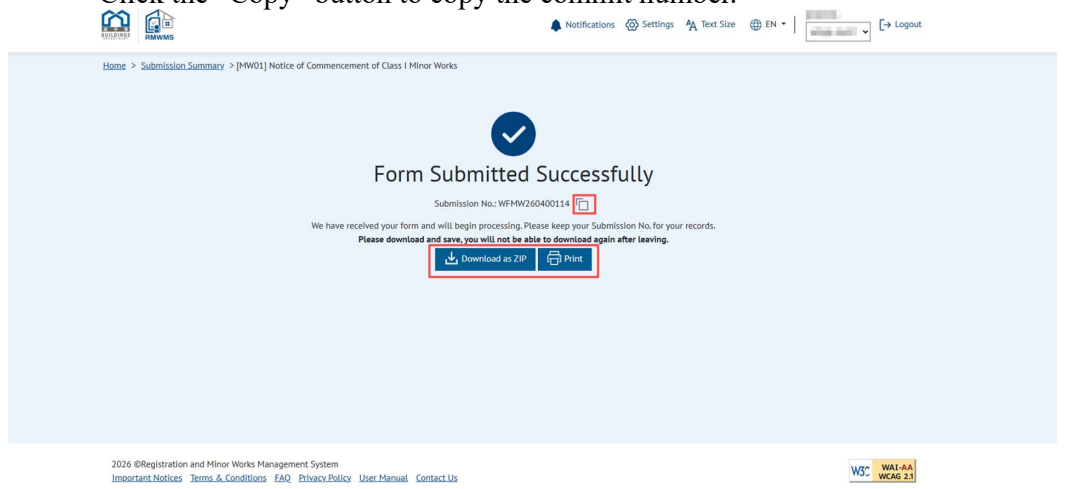 Click the "Copy" button to copy the commit number.
BUILDINGS
RMWMS
Notifications Settings Text Size EN Logout
Home > Submission Summary > [MW01] Notice of Commencement of Class I Minor Works
Form Submitted Successfully
Submission No.: WFMW260400114
We have received your form and will begin processing. Please keep your Submission No. for your records.
Please download and save, you will not be able to download again after leaving.
Download as ZIP Print
2026 ©Registration and Minor Works Management System
Important Notices Terms & Conditions FAQ Privacy Policy User Manual Contact Us
W3C WAI-AA
WCAG 2.1